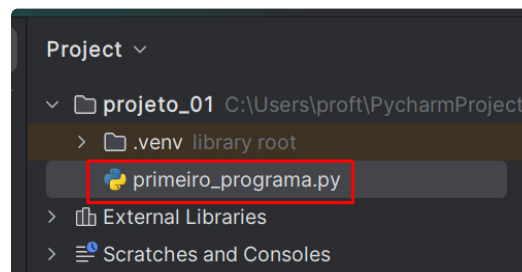 Project
projeto_01 C:\Users\proft\PycharmProject
.venv library root
primeiro_programa.py
External Libraries
Scratches and Consoles